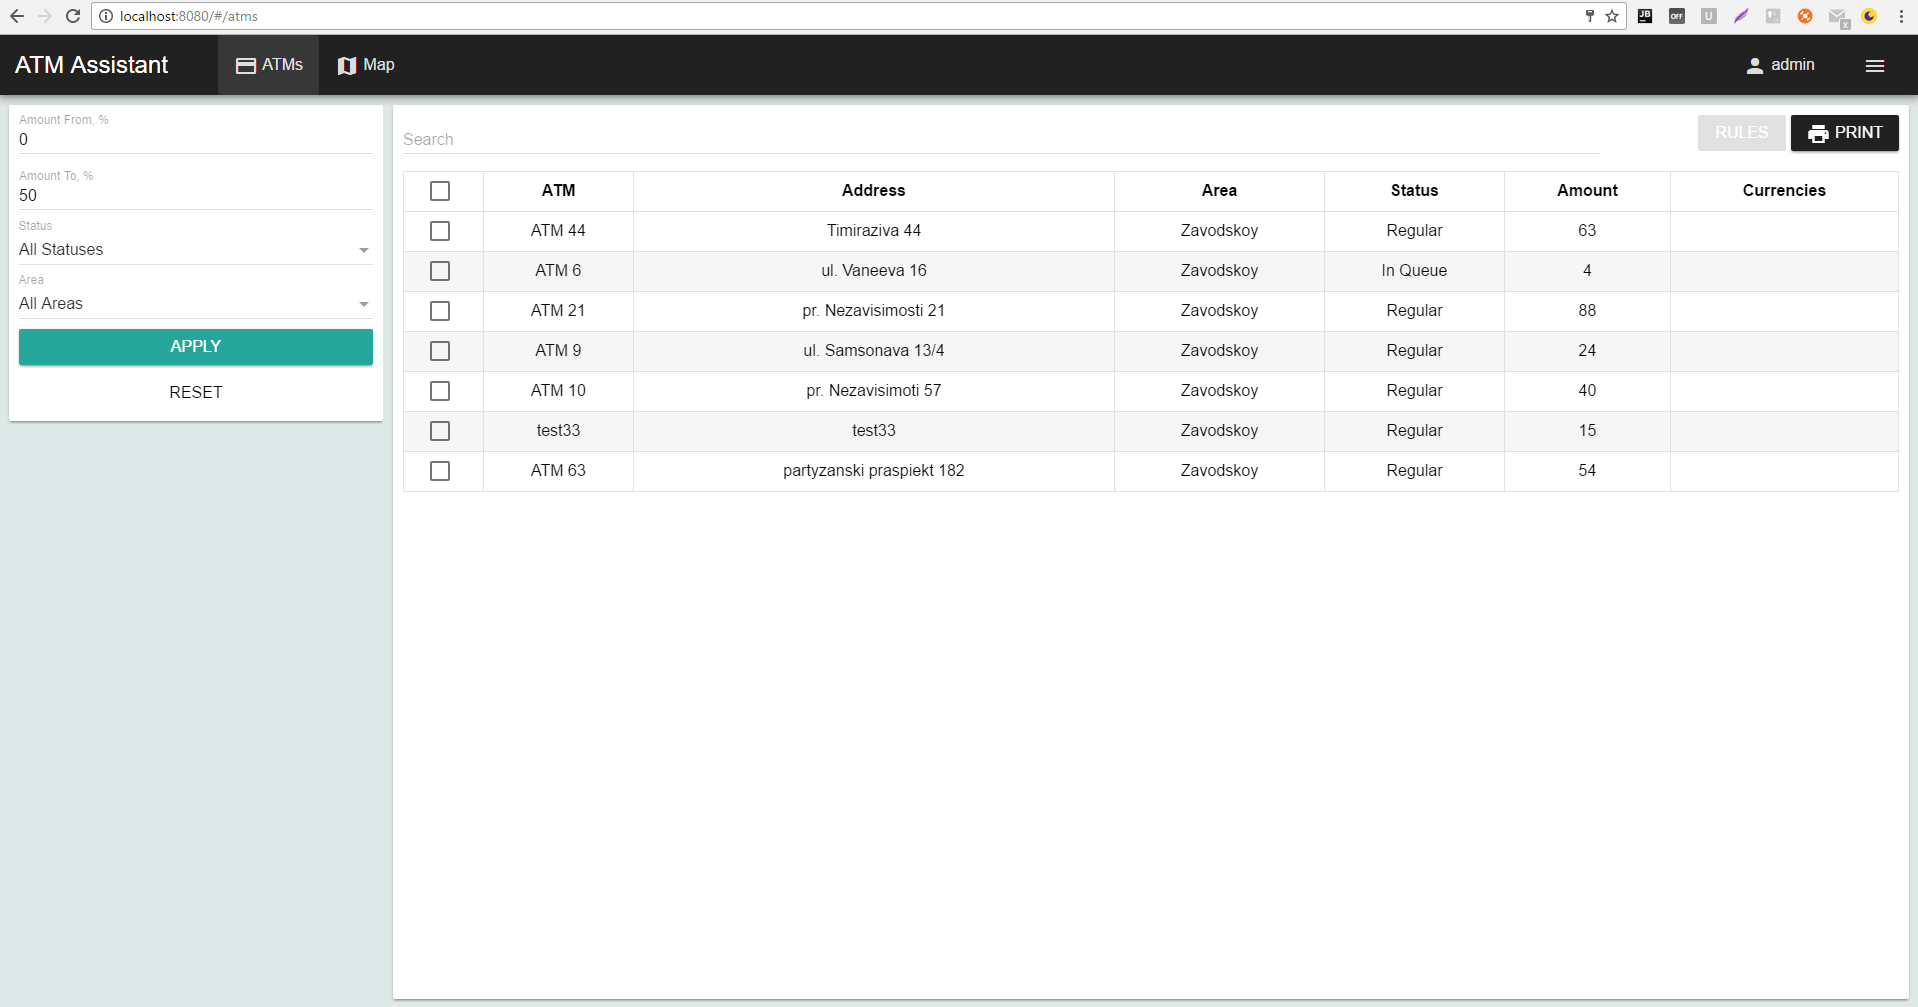 localhost:8080/#/atms
JB
OFF
U
X
ATM Assistant
ATMs
Map
admin
Amount From, %
0
Amount To, %
50
Status
All Statuses
Area
All Areas
APPLY
RESET
Search
RULES
PRINT
ATM Address Area Status Amount Currencies
ATM 44 Timiraziva 44 Zavodskoy Regular 63
ATM 6 ul. Vaneeva 16 Zavodskoy In Queue 4
ATM 21 pr. Nezavisimosti 21 Zavodskoy Regular 88
ATM 9 ul. Samsonava 13/4 Zavodskoy Regular 24
ATM 10 pr. Nezavisimoti 57 Zavodskoy Regular 40
test33 test33 Zavodskoy Regular 15
ATM 63 partyzanski praspiekt 182 Zavodskoy Regular 54